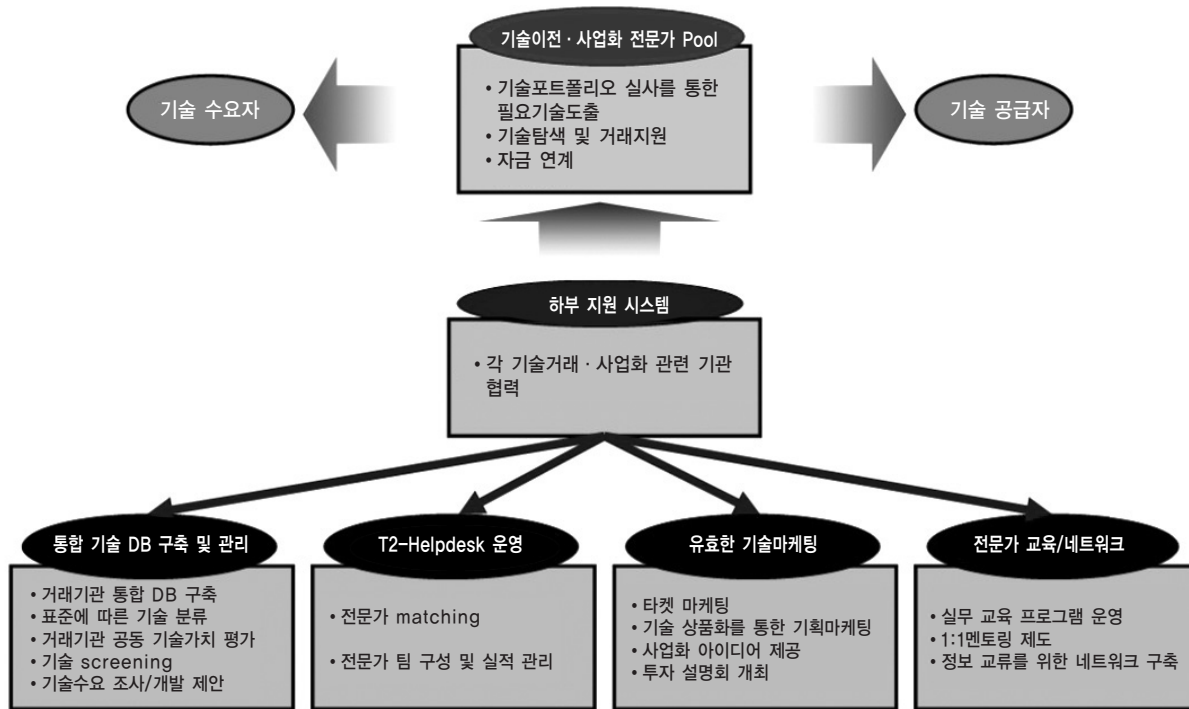 기술이전·사업화 전문가 Pool
• 기술포트폴리오 실사를 통한
필요기술도출
• 기술탐색 및 거래지원
• 자금 연계
기술 수요자
기술 공급자
하부 지원 시스템
• 각 기술거래·사업화 관련 기관
협력
통합 기술 DB 구축 및 관리
• 거래기관 통합 DB 구축
• 표준에 따른 기술 분류
• 거래기관 공동 기술가치 평가
• 기술 screening
• 기술수요 조사/개발 제안
T2-Helpdesk 운영
• 전문가 matching
• 전문가 팀 구성 및 실적 관리
유효한 기술마케팅
• 타켓 마케팅
• 기술 상품화를 통한 기획마케팅
• 사업화 아이디어 제공
• 투자 설명회 개최
전문가 교육/네트워크
• 실무 교육 프로그램 운영
• 1:1멘토링 제도
• 정보 교류를 위한 네트워크 구축